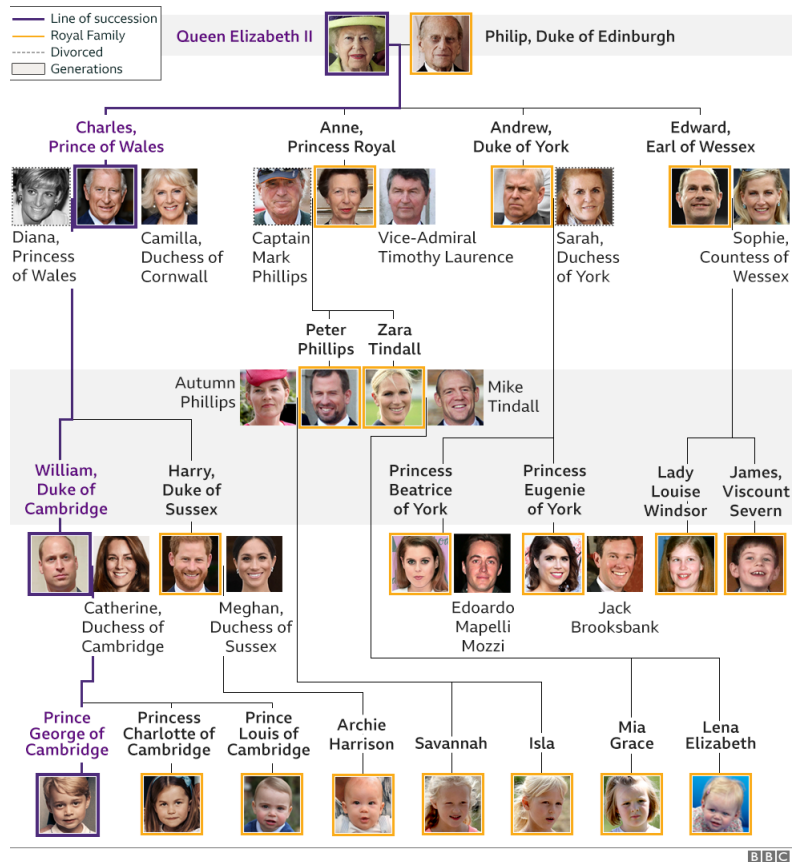 Line of succession
Royal Family
Divorced
Generations
Queen Elizabeth II
Philip, Duke of Edinburgh
Charles,
Prince of Wales
Anne,
Princess Royal
Andrew,
Duke of York
Edward,
Earl of Wessex
Diana,
Princess
of Wales
Camilla,
Duchess of
Cornwall
Captain
Mark
Phillips
Vice-Admiral
Timothy Laurence
Sarah,
Duchess
of York
Sophie,
Countess of
Wessex
Peter
Phillips
Zara
Tindall
Autumn
Phillips
Mike
Tindall
William,
Duke of
Cambridge
Harry,
Duke of
Sussex
Princess
Beatrice
of York
Princess
Eugenie
of York
Lady
Louise
Windsor
James,
Viscount
Severn
Catherine,
Duchess of
Cambridge
Meghan,
Duchess of
Sussex
Edoardo
Mapelli
Mozzi
Jack
Brooksbank
Prince
George of
Cambridge
Princess
Charlotte of
Cambridge
Prince
Louis of
Cambridge
Archie
Harrison
Savannah
Isla
Mia
Grace
Lena
Elizabeth
BBC